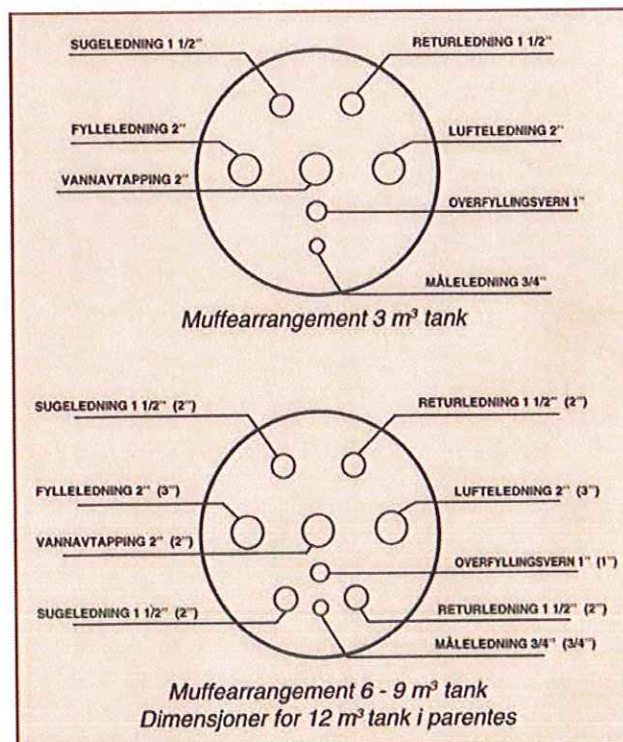 SUGELEDNING 1 1/2"
RETURLEDNING 1 1/2"
FYLLELEDNING 2"
LUFTELEDNING 2"
VANNAVTAPPING 2"
OVERFYLLINGSVERN 1"
MÅLELEDNING 3/4"
Muffearrangement 3 m³ tank
SUGELEDNING 1 1/2" (2")
RETURLEDNING 1 1/2" (2")
FYLLELEDNING 2" (3")
LUFTELEDNING 2" (3")
VANNAVTAPPING 2" (2")
OVERFYLLINGSVERN 1" (1")
SUGELEDNING 1 1/2" (2")
RETURLEDNING 1 1/2" (2")
MÅLELEDNING 3/4" (3/4")
Muffearrangement 6 - 9 m³ tank
Dimensjoner for 12 m³ tank i parentes